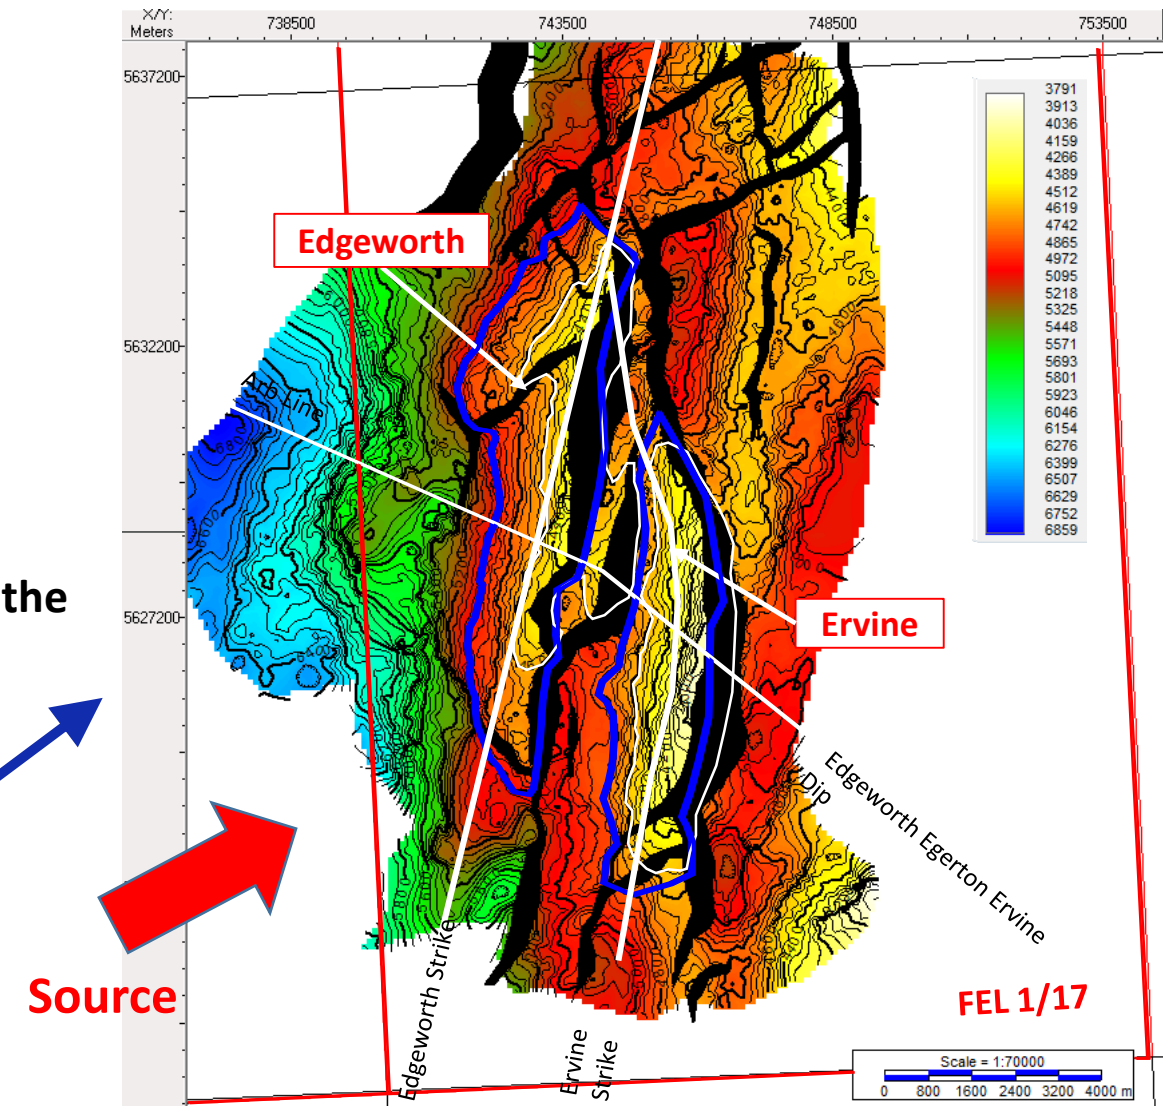 X/Y:
Meters
738500
743500
748500
753500
5637200
5632200
5627200
3791
3913
4036
4159
4266
4389
4512
4619
4742
4865
4972
5095
5218
5325
5448
5571
5693
5801
5923
6046
6154
6276
6399
6507
6629
6752
6859
Edgeworth
Arb Line
the
Ervine
Edgeworth Egerton Ervine
Dip
Source
Edgeworth Strike
Ervine
Strike
FEL 1/17
Scale = 1:70000
0 800 1600 2400 3200 4000 m